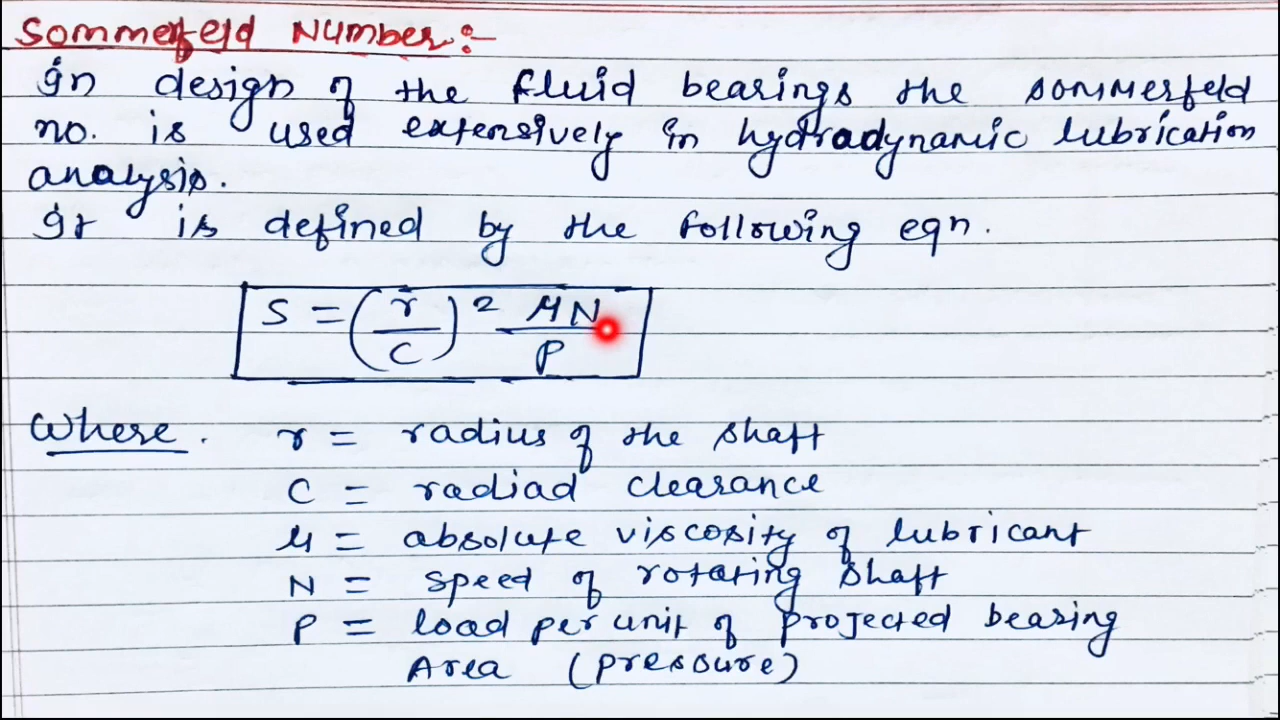 Sommerfeld Number:-
In design of the fluid bearings the sommerfeld
no. is used extensively in hydradynamic lubrication
analysis.
It is defined by the following eqn.
S = (r/C)² μN/P
Where. r = radius of the shaft
C = radiad clearance
μ = absolute viscosity of lubricant
N = speed of rotating shaft
P = load per unit of projected bearing
Area (pressure)